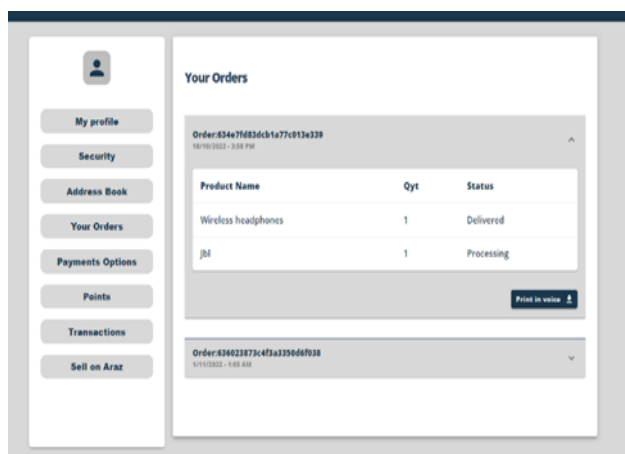 Your Orders
My profile
Security
Address Book
Your Orders
Payments Options
Points
Transactions
Sell on Araz
Order:634e7fd83dcb1a77c013e339
18/10/2022 - 3:58 PM
Product Name Qyt Status
Wireless headphones 1 Delivered
Jbl 1 Processing
Print in voice
Order:636023873c4f3a3350d6f038
1/11/2022 - 1:05 AM